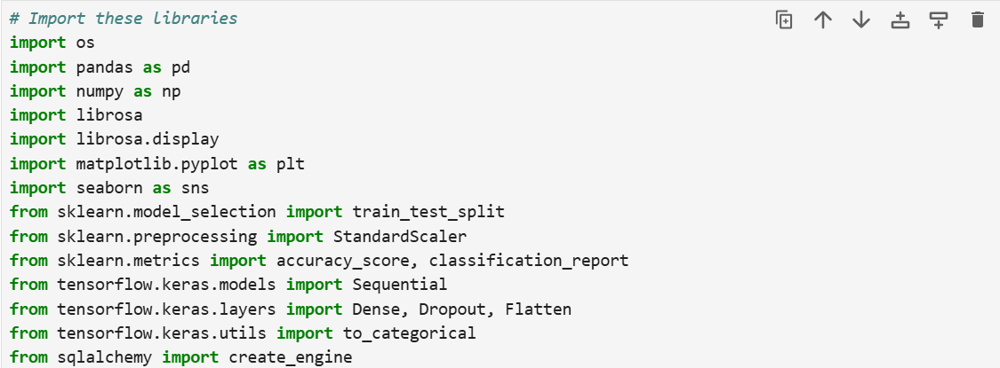 # Import these libraries
import os
import pandas as pd
import numpy as np
import librosa
import librosa.display
import matplotlib.pyplot as plt
import seaborn as sns
from sklearn.model_selection import train_test_split
from sklearn.preprocessing import StandardScaler
from sklearn.metrics import accuracy_score, classification_report
from tensorflow.keras.models import Sequential
from tensorflow.keras.layers import Dense, Dropout, Flatten
from tensorflow.keras.utils import to_categorical
from sqlalchemy import create_engine